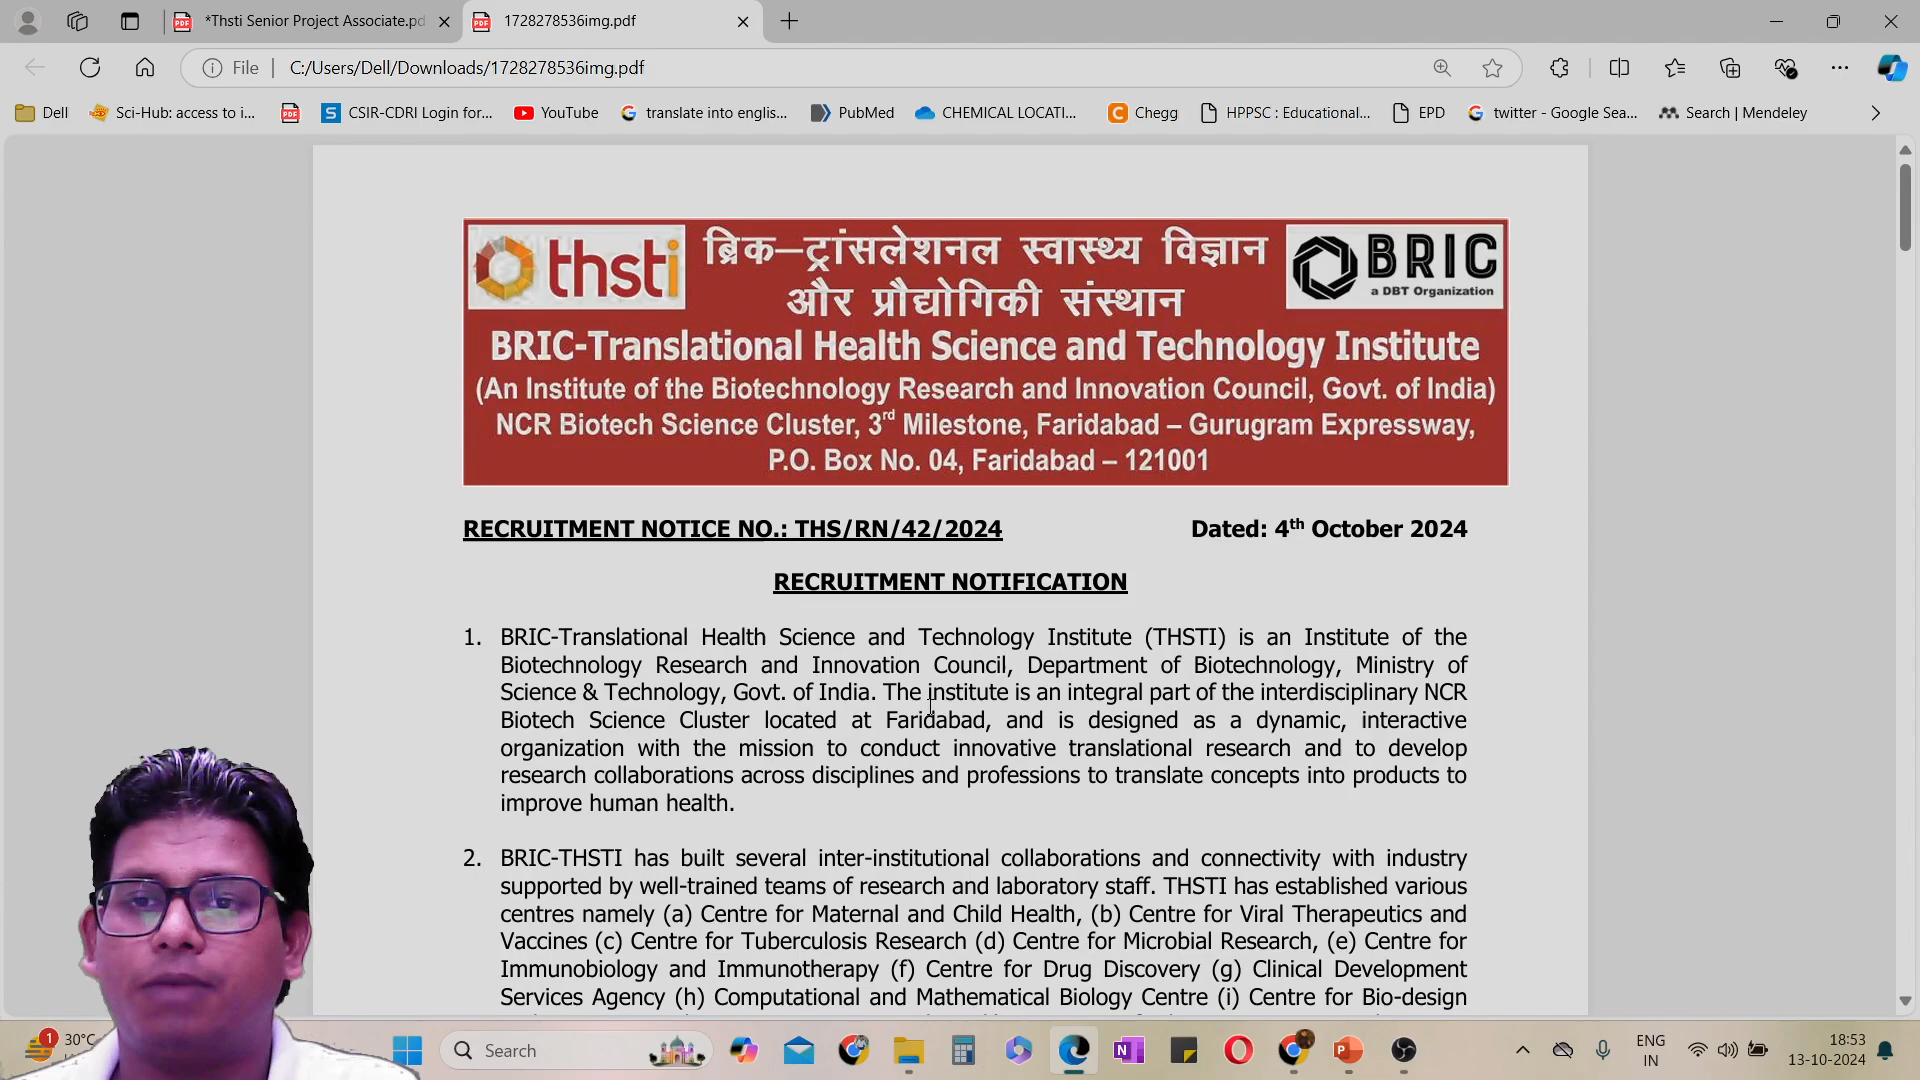 *Thsti Senior Project Associate.pd
1728278536img.pdf
File
C:/Users/Dell/Downloads/1728278536img.pdf
Dell
Sci-Hub: access to i...
CSIR-CDRI Login for...
YouTube
translate into englis...
PubMed
CHEMICAL LOCATI...
Chegg
HPPSC : Educational...
EPD
twitter - Google Sea...
Search | Mendeley
thsti
ब्रिक–ट्रांसलेशनल स्वास्थ्य विज्ञान
और प्रौद्योगिकी संस्थान
BRIC
a DBT Organization
BRIC-Translational Health Science and Technology Institute
(An Institute of the Biotechnology Research and Innovation Council, Govt. of India)
NCR Biotech Science Cluster, 3rd Milestone, Faridabad – Gurugram Expressway,
P.O. Box No. 04, Faridabad – 121001
RECRUITMENT NOTICE NO.: THS/RN/42/2024 Dated: 4th October 2024
RECRUITMENT NOTIFICATION
1. BRIC-Translational Health Science and Technology Institute (THSTI) is an Institute of the
Biotechnology Research and Innovation Council, Department of Biotechnology, Ministry of
Science & Technology, Govt. of India. The institute is an integral part of the interdisciplinary NCR
Biotech Science Cluster located at Faridabad, and is designed as a dynamic, interactive
organization with the mission to conduct innovative translational research and to develop
research collaborations across disciplines and professions to translate concepts into products to
improve human health.
2. BRIC-THSTI has built several inter-institutional collaborations and connectivity with industry
supported by well-trained teams of research and laboratory staff. THSTI has established various
centres namely (a) Centre for Maternal and Child Health, (b) Centre for Viral Therapeutics and
Vaccines (c) Centre for Tuberculosis Research (d) Centre for Microbial Research, (e) Centre for
Immunobiology and Immunotherapy (f) Centre for Drug Discovery (g) Clinical Development
Services Agency (h) Computational and Mathematical Biology Centre (i) Centre for Bio-design
1
30°C
Search
ENG
IN
18:53
13-10-2024